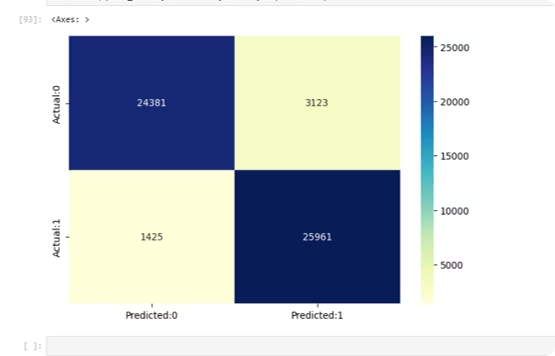 [93]: <Axes: >
25000
24381 3123
Actual:0
20000
15000
10000
1425 25961
Actual:1
5000
Predicted:0 Predicted:1
[ ]: